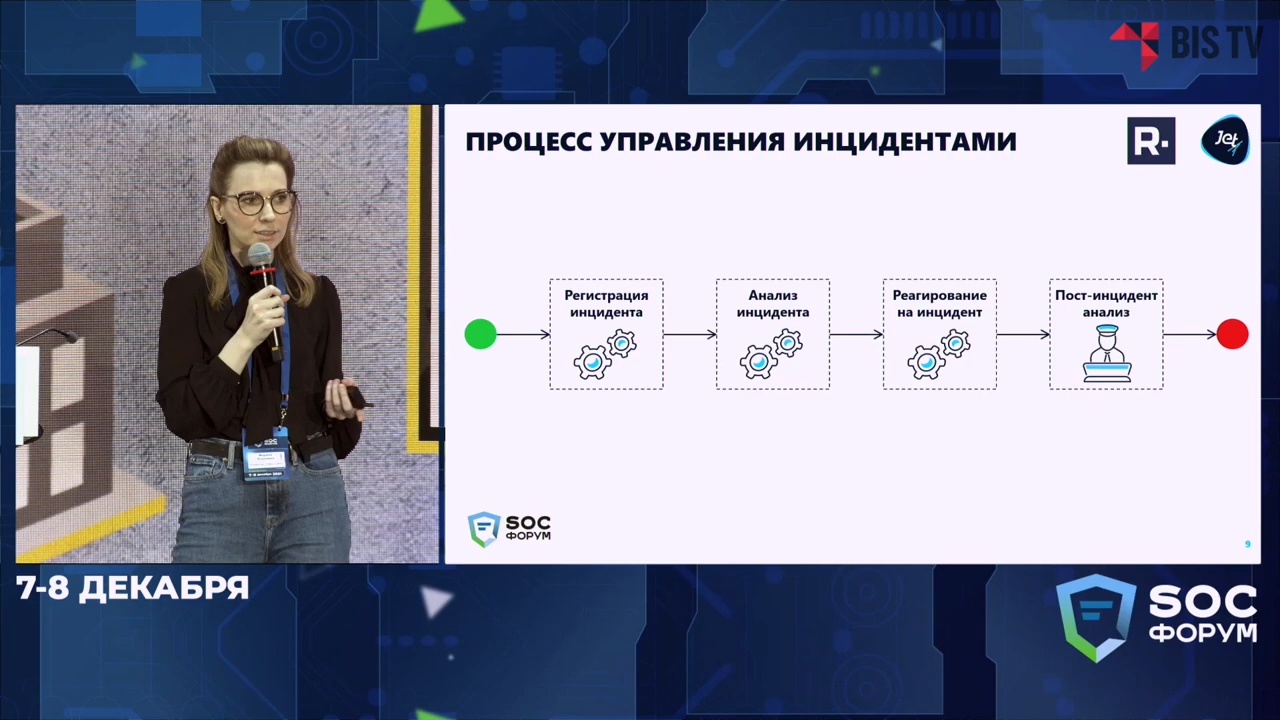 BIS TV
ПРОЦЕСС УПРАВЛЕНИЯ ИНЦИДЕНТАМИ
R.
Jet
Регистрация
инцидента
Анализ
инцидента
Реагирование
на инцидент
Пост-инцидент
анализ
SOC
ФОРУМ
9
SOC
7-8 ДЕКАБРЯ
SOC
ФОРУМ